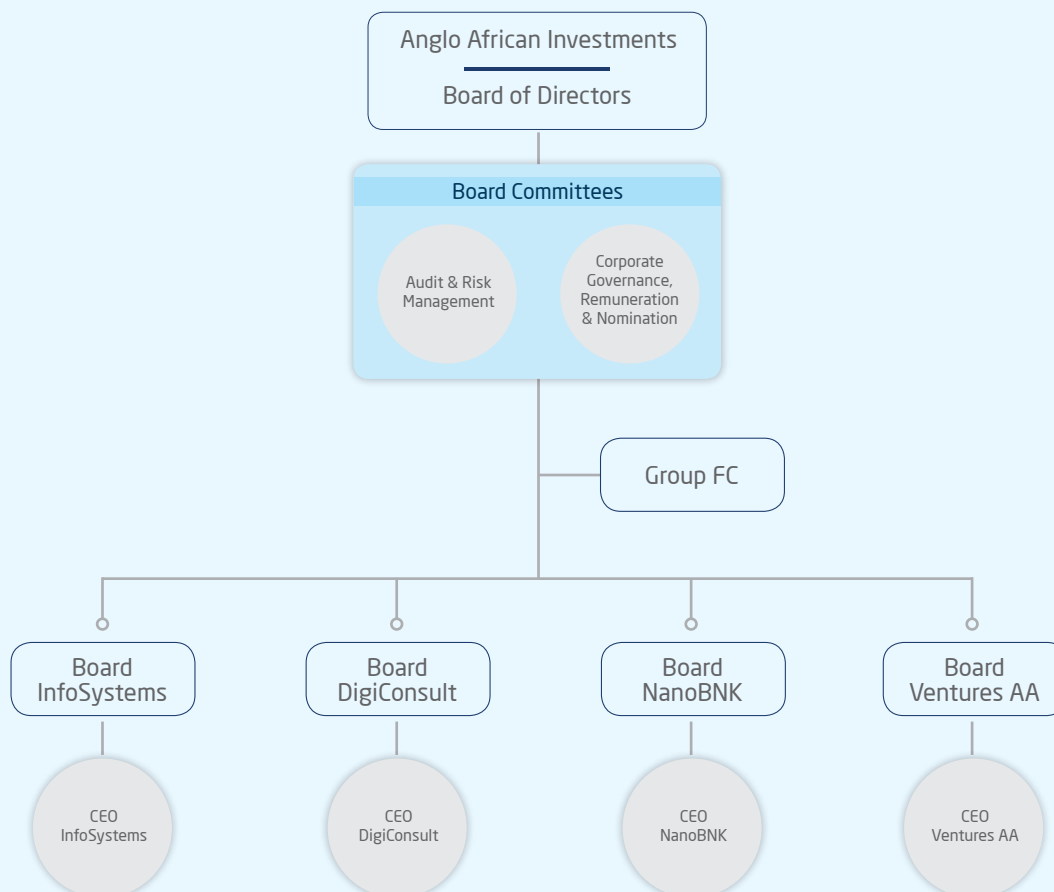 Anglo African Investments
Board of Directors
Board Committees
Audit & Risk
Management
Corporate
Governance,
Remuneration
& Nomination
Group FC
Board
InfoSystems
Board
DigiConsult
Board
NanoBNK
Board
Ventures AA
CEO
InfoSystems
CEO
DigiConsult
CEO
NanoBNK
CEO
Ventures AA